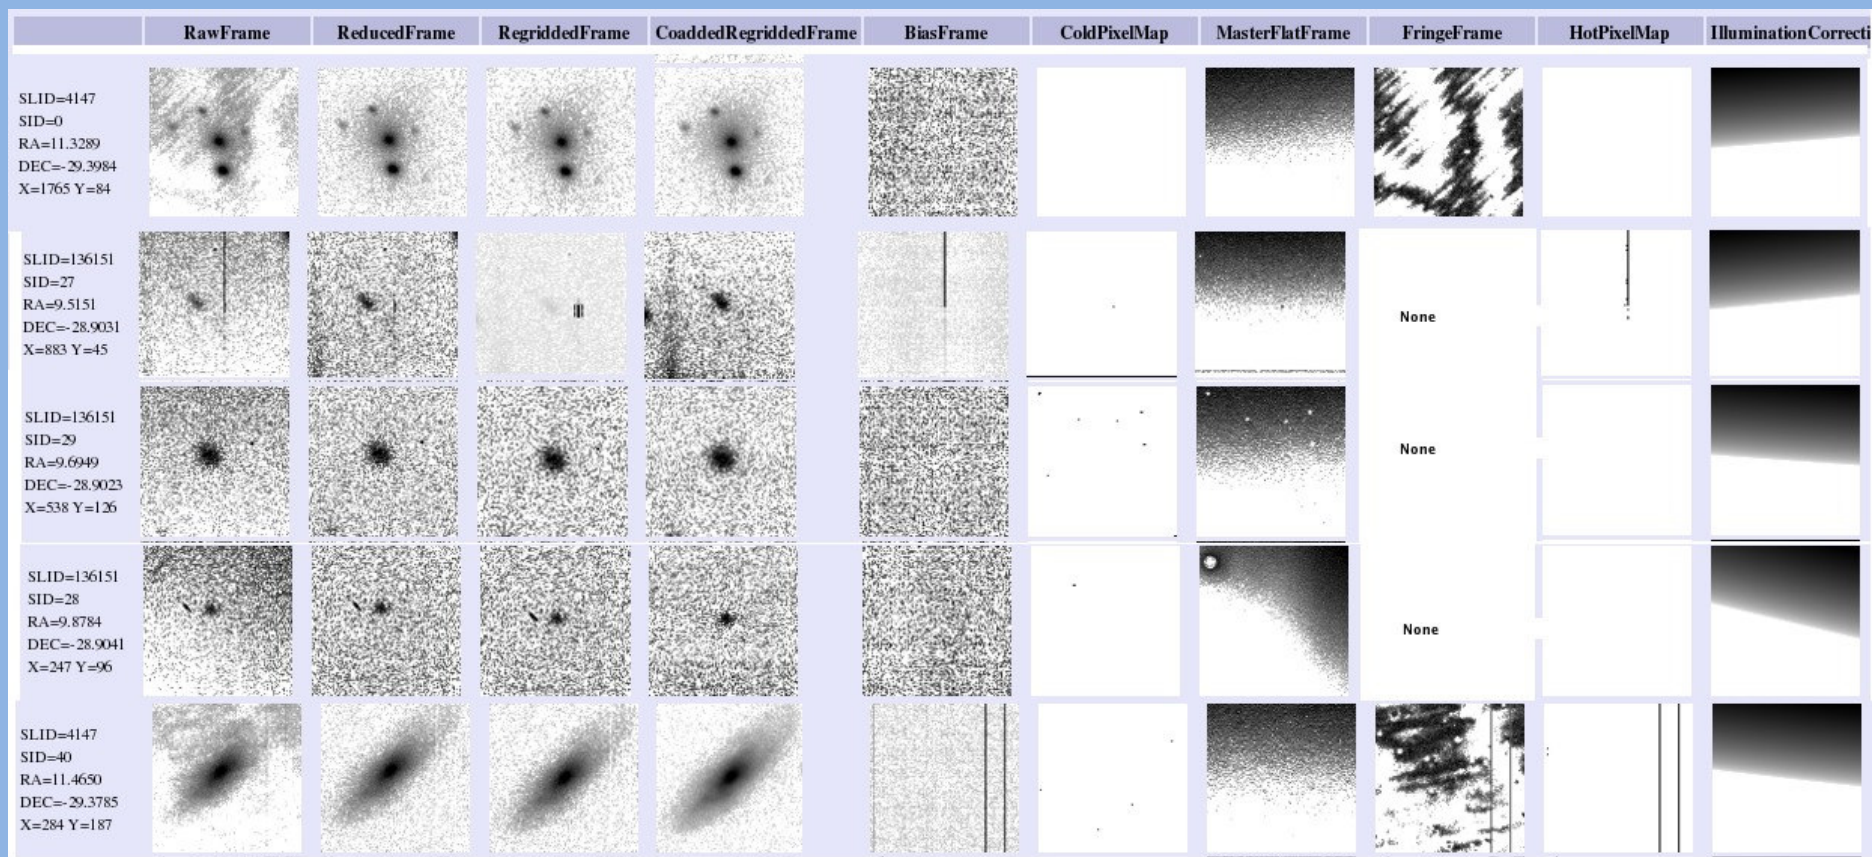 RawFrame ReducedFrame RegriddedFrame CoaddedRegriddedFrame BiasFrame ColdPixelMap MasterFlatFrame FringeFrame HotPixelMap IlluminationCorrecti
SLID=4147
SID=0
RA=11.3289
DEC=-29.3984
X=1765 Y=84
SLID=136151
SID=27
RA=9.5151
DEC=-28.9031
X=883 Y=45
None
SLID=136151
SID=29
RA=9.6949
DEC=-28.9023
X=538 Y=126
None
SLID=136151
SID=28
RA=9.8784
DEC=-28.9041
X=247 Y=96
None
SLID=4147
SID=40
RA=11.4650
DEC=-29.3785
X=284 Y=187